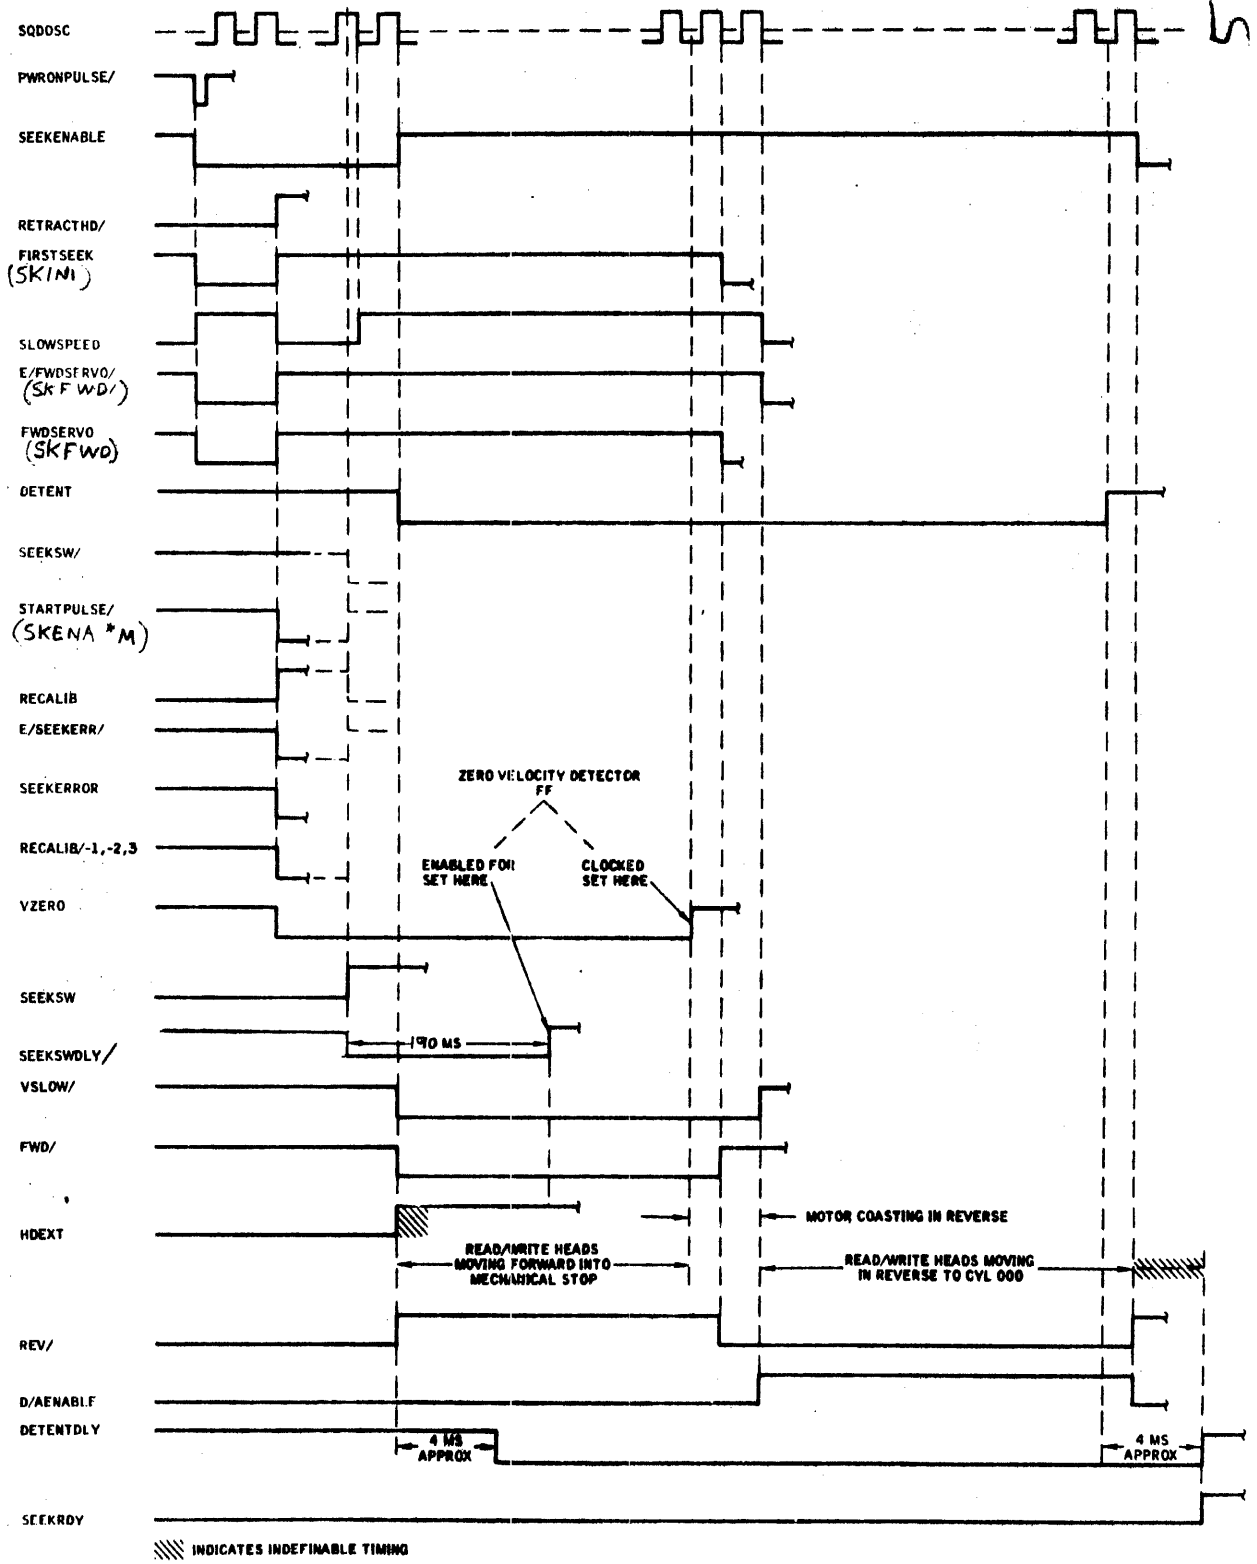 SQDOSC
PWRONPULSE/
SEEKENABLE
RETRACTHD/
FIRSTSEEK
(SKINI)
SLOWSPEED
E/FWDSERVO/
(SKFWD/)
FWDSERVO
(SKFWD)
DETENT
SEEKSW/
STARTPULSE/
(SKENA *M)
RECALIB
E/SEEKERR/
ZERO VELOCITY DETECTOR
FF
SEEKERROR
RECALIB/-1,-2,3
ENABLED FOR
SET HERE
CLOCKED
SET HERE
VZERO
SEEKSW
SEEKSWDLY/
190 MS
VSLOW/
FWD/
HDEXT
MOTOR COASTING IN REVERSE
READ/WRITE HEADS
MOVING FORWARD INTO
MECHANICAL STOP
READ/WRITE HEADS MOVING
IN REVERSE TO CYL 000
REV/
D/AENABLE
DETENTDLY
4 MS
APPROX
4 MS
APPROX
SEEKRDY
INDICATES INDEFINABLE TIMING